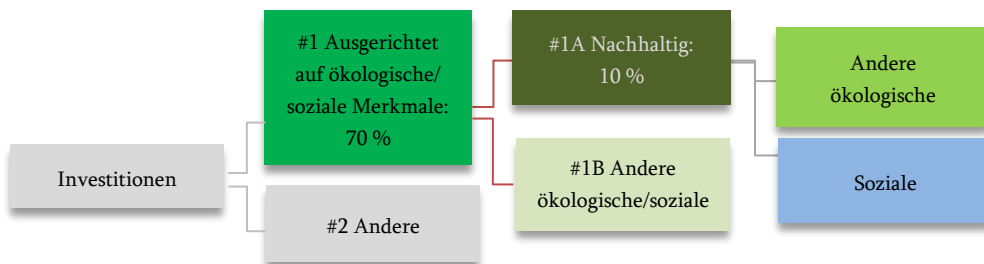 #1 Ausgerichtet
auf ökologische/
soziale Merkmale:
70 %
#1A Nachhaltig:
10 %
Andere
ökologische
Investitionen
#1B Andere
ökologische/soziale
Soziale
#2 Andere